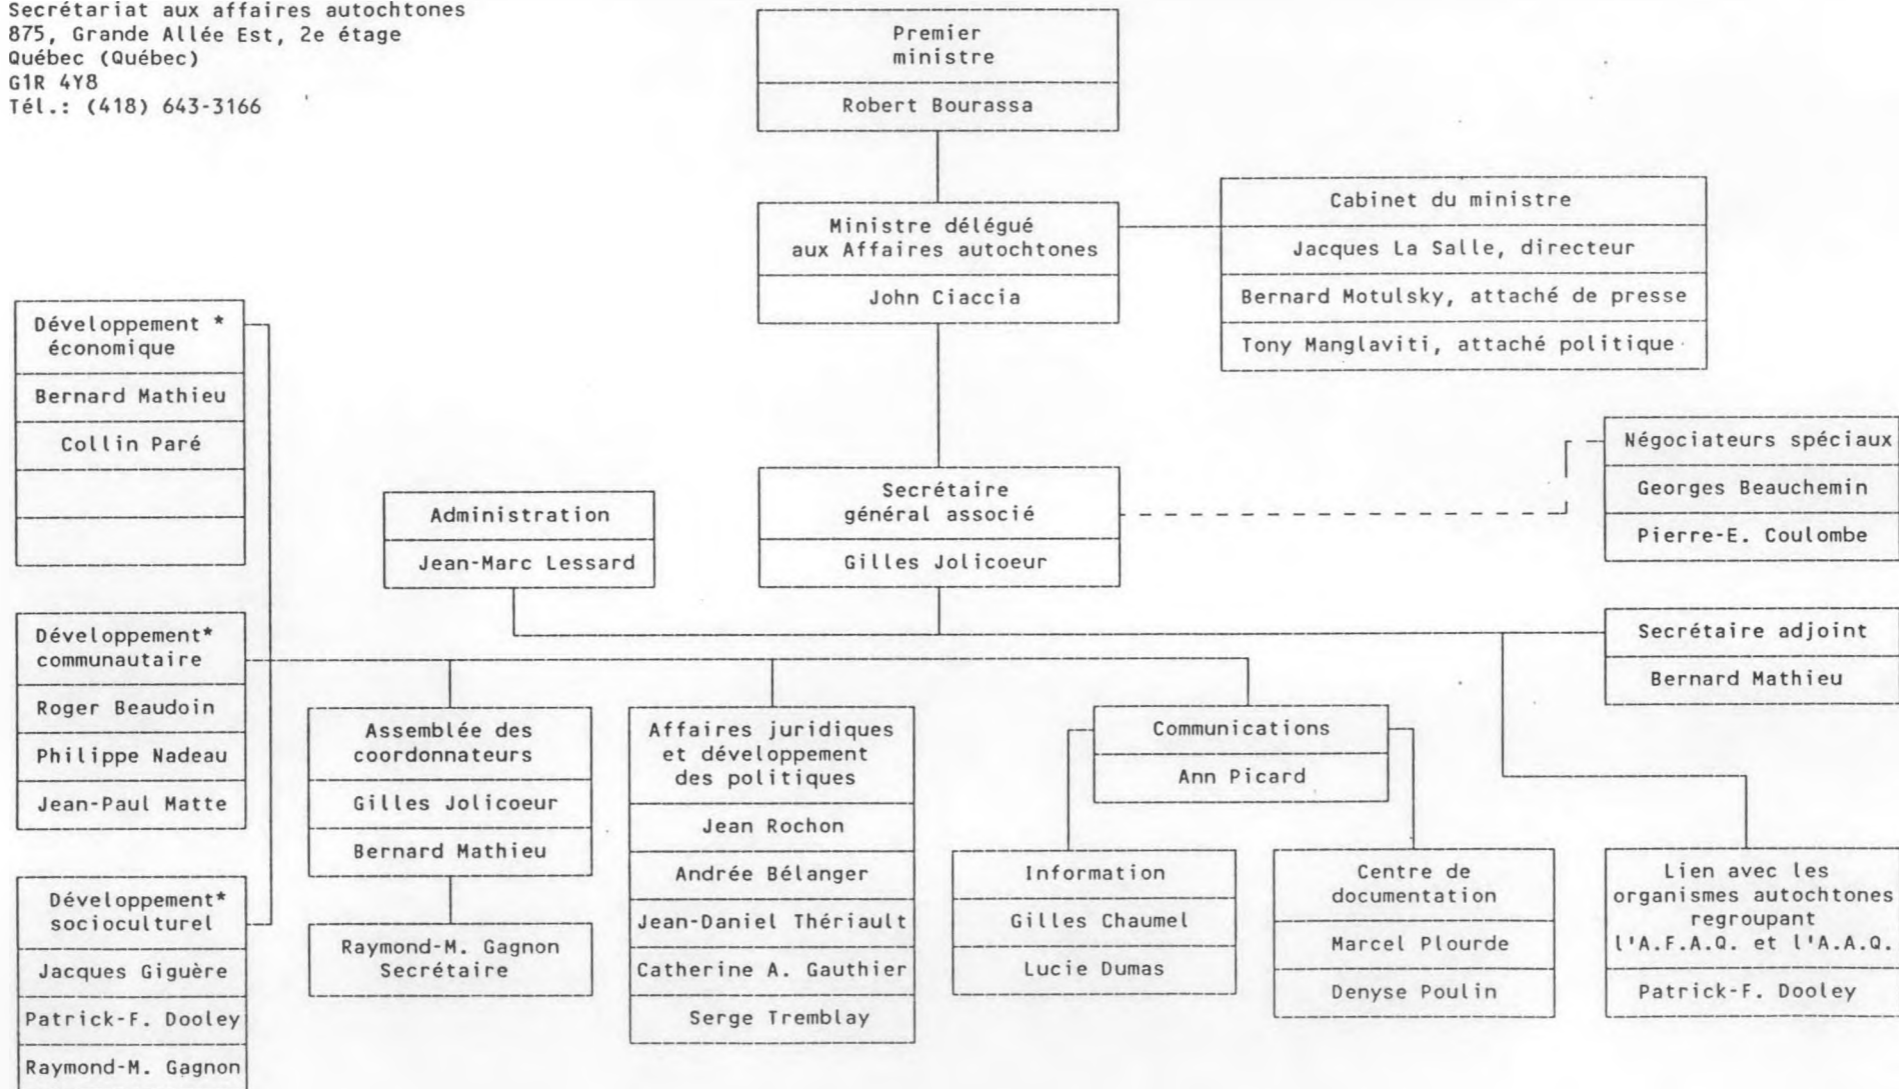 Secrétariat aux affaires autochtones
875, Grande Allée Est, 2e étage
Québec (Québec)
G1R 4Y8
Tél.: (418) 643-3166
Premier
ministre
Robert Bourassa
Ministre délégué
aux Affaires autochtones
John Ciaccia
Cabinet du ministre
Jacques La Salle, directeur
Bernard Motulsky, attaché de presse
Tony Manglaviti, attaché politique
Développement *
économique
Bernard Mathieu
Collin Paré
Négociateurs spéciaux
Georges Beauchemin
Pierre-E. Coulombe
Secrétaire
général associé
Gilles Jolicoeur
Administration
Jean-Marc Lessard
Secrétaire adjoint
Bernard Mathieu
Développement*
communautaire
Roger Beaudoin
Philippe Nadeau
Jean-Paul Matte
Assemblée des
coordonnateurs
Gilles Jolicoeur
Bernard Mathieu
Raymond-M. Gagnon
Secrétaire
Affaires juridiques
et développement
des politiques
Jean Rochon
Andrée Bélanger
Jean-Daniel Thériault
Catherine A. Gauthier
Serge Tremblay
Communications
Ann Picard
Information
Gilles Chaumel
Lucie Dumas
Centre de
documentation
Marcel Plourde
Denyse Poulin
Lien avec les
organismes autochtones
regroupant
l'A.F.A.Q. et l'A.A.Q.
Patrick-F. Dooley
Développement*
socioculturel
Jacques Giguère
Patrick-F. Dooley
Raymond-M. Gagnon